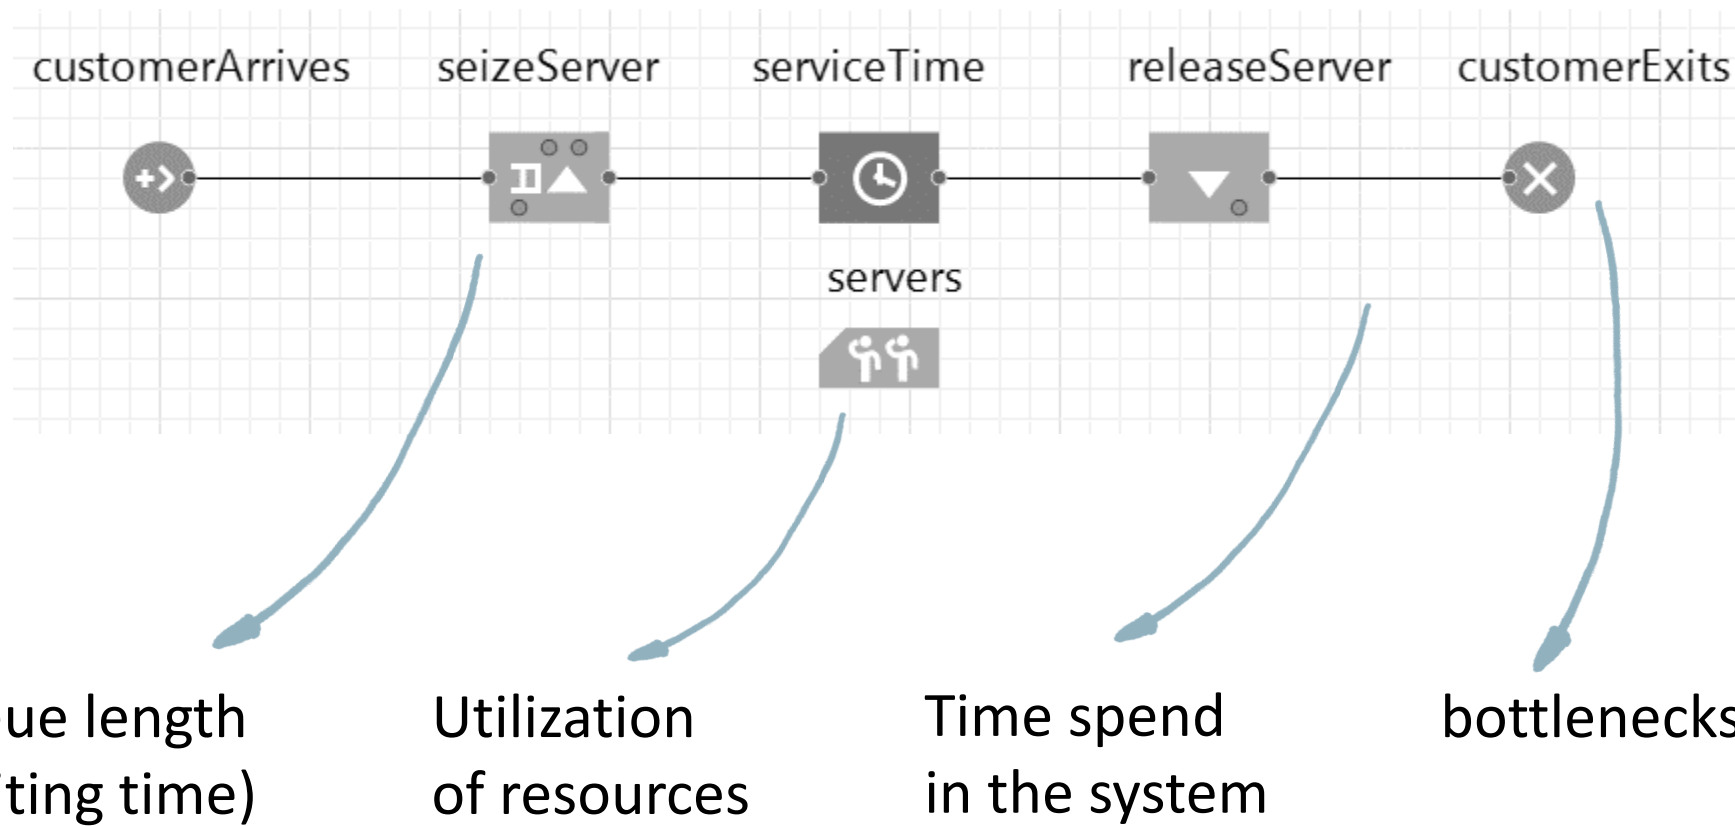 customerArrives seizeServer serviceTime releaseServer customerExits
servers
ue length Utilization Time spend bottlenecks
ting time) of resources in the system